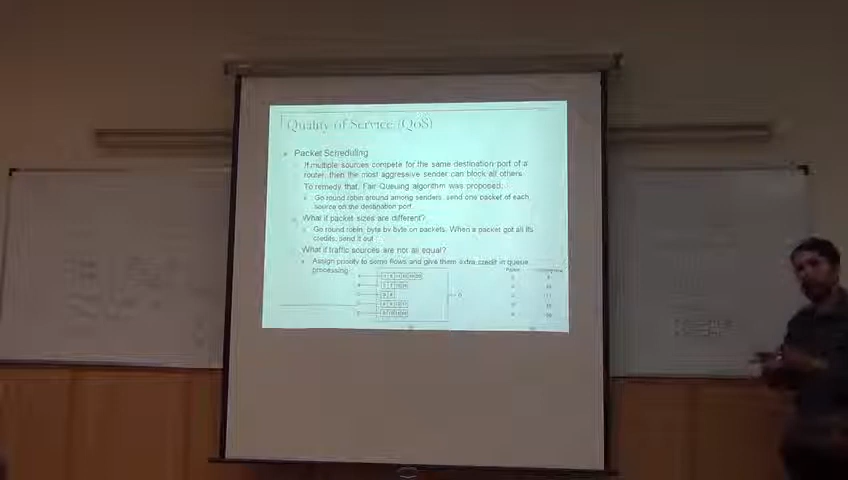 Quality of Service (QoS)
Packet Scheduling
If multiple sources compete for the same destination port of a
router, then the most aggressive sender can block all others
To remedy that, Fair Queuing algorithm was proposed:
Go round robin around among senders, send one packet of each
source on the destination port
What if packet sizes are different?
Go round robin, byte by byte on packets. When a packet got all its
credits, send it out
What if traffic sources are not all equal?
Assign priority to some flows and give them extra credit in queue
processing